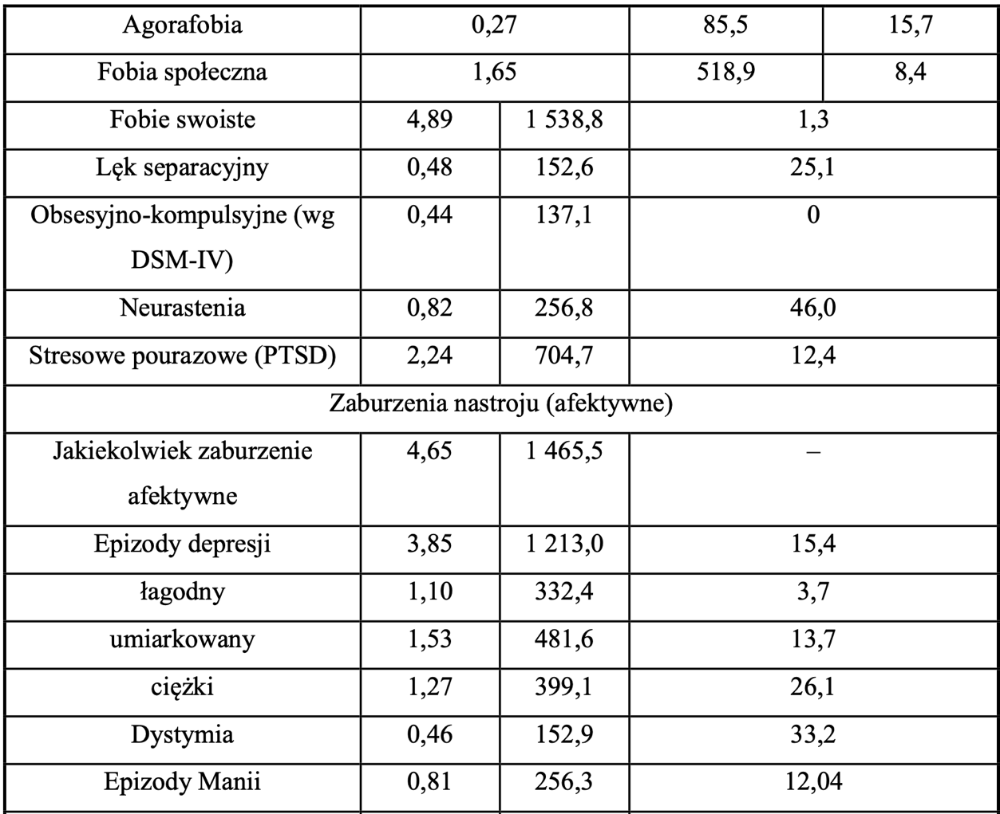 Agorafobia 0,27 85,5 15,7
Fobia społeczna 1,65 518,9 8,4
Fobie swoiste 4,89 1 538,8 1,3
Lęk separacyjny 0,48 152,6 25,1
Obsesyjno-kompulsyjne (wg 0,44 137,1 0
DSM-IV)
Neurastenia 0,82 256,8 46,0
Stresowe pourazowe (PTSD) 2,24 704,7 12,4
Zaburzenia nastroju (afektywne)
Jakiekolwiek zaburzenie 4,65 1 465,5 –
afektywne
Epizody depresji 3,85 1 213,0 15,4
łagodny 1,10 332,4 3,7
umiarkowany 1,53 481,6 13,7
ciężki 1,27 399,1 26,1
Dystymia 0,46 152,9 33,2
Epizody Manii 0,81 256,3 12,04